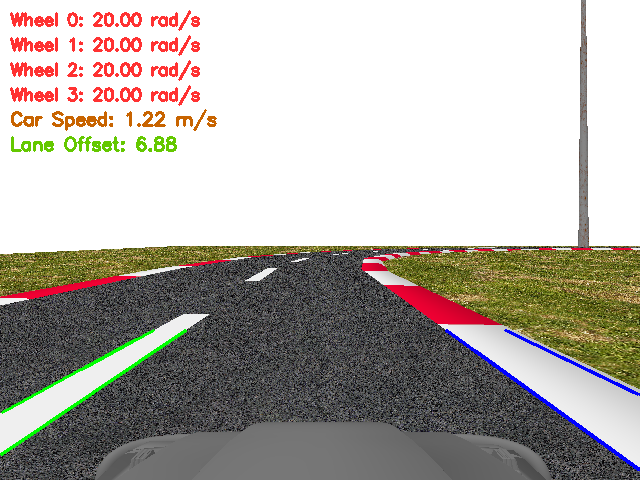 Wheel 0: 20.00 rad/s
Wheel 1: 20.00 rad/s
Wheel 2: 20.00 rad/s
Wheel 3: 20.00 rad/s
Car Speed: 1.22 m/s
Lane Offset: 6.88